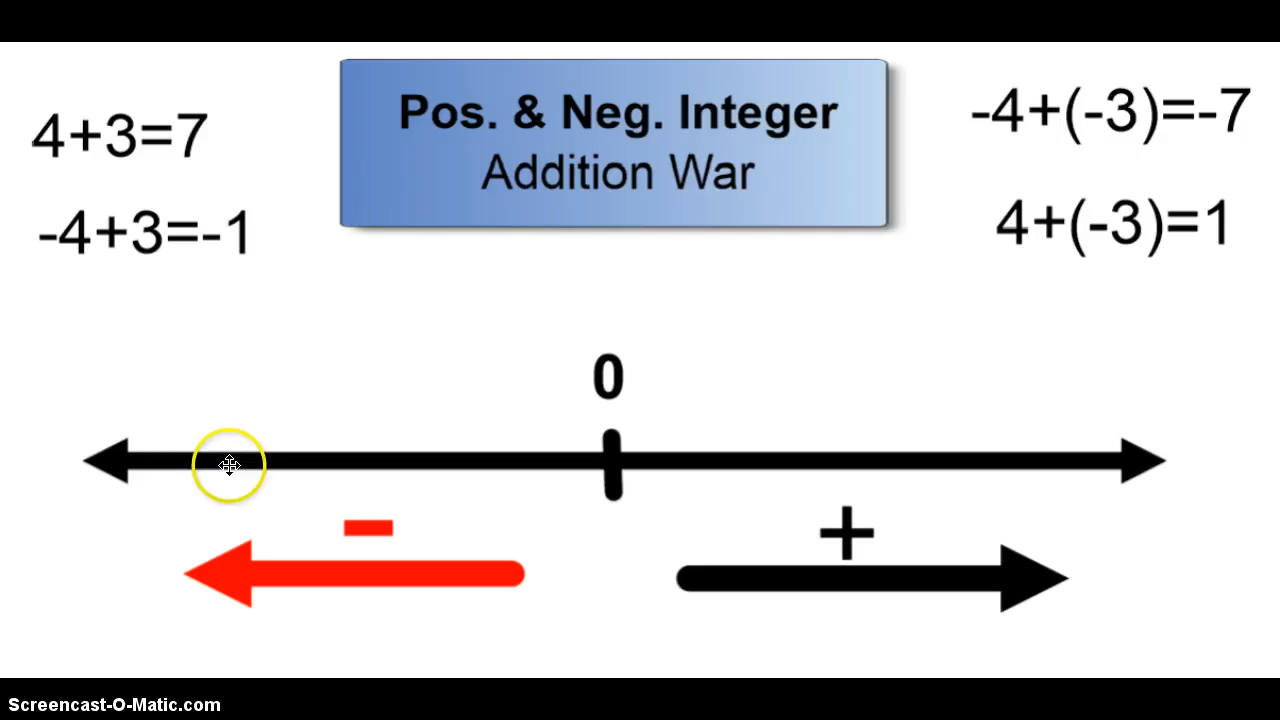 4+3=7
-4+3=-1
Pos. & Neg. Integer
Addition War
-4+(-3)=-7
4+(-3)=1
0
-
+
Screencast-O-Matic.com